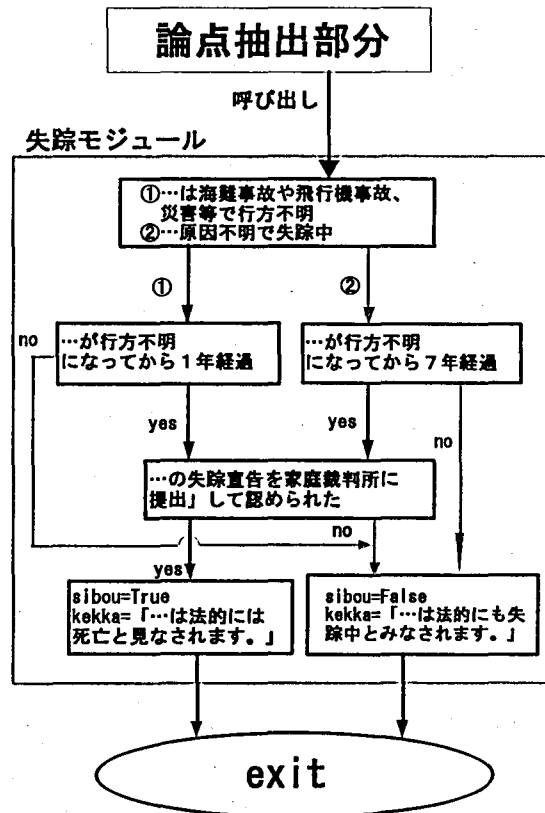 論点抽出部分
呼び出し
失踪モジュール
①…は海難事故や飛行機事故、
災害等で行方不明
②…原因不明で失踪中
①
②
no
…が行方不明
になってから1年経過
…が行方不明
になってから7年経過
yes
yes
no
…の失踪宣告を家庭裁判所に
提出」して認められた
no
yes
sibou=True
kekka=「…は法的には
死亡と見なされます。」
sibou=False
kekka=「…は法的にも失
踪中とみなされます。」
exit